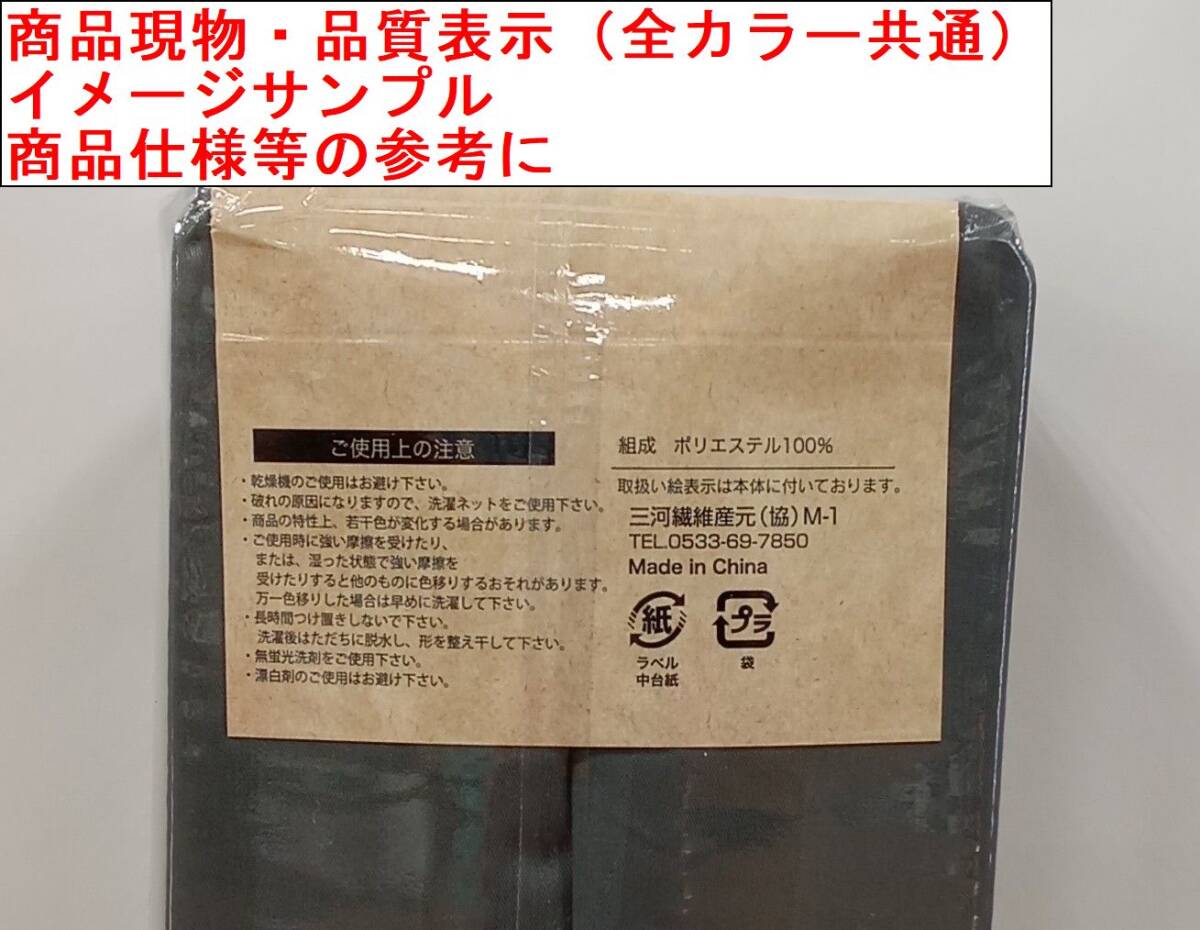 商品現物・品質表示（全カラー共通）
イメージサンプル
商品仕様等の参考に
ご使用上の注意
・乾燥機のご使用はお避け下さい。
・破れの原因になりますので、洗濯ネットをご使用下さい。
・商品の特性上、若干色が変化する場合があります。
・ご使用時に強い摩擦を受けたり、
または、湿った状態で強い摩擦を
受けたりすると他のものに色移りするおそれがあります。
万一色移りした場合は早めに洗濯して下さい。
・長時間つけ置きしないで下さい。
洗濯後はただちに脱水し、形を整え干して下さい。
・無蛍光洗剤をご使用下さい。
・漂白剤のご使用はお避け下さい。
組成 ポリエステル100%
取扱い絵表示は本体に付いております。
三河繊維産元(協)M-1
TEL.0533-69-7850
Made in China
紙
ラベル
中台紙
プラ
袋